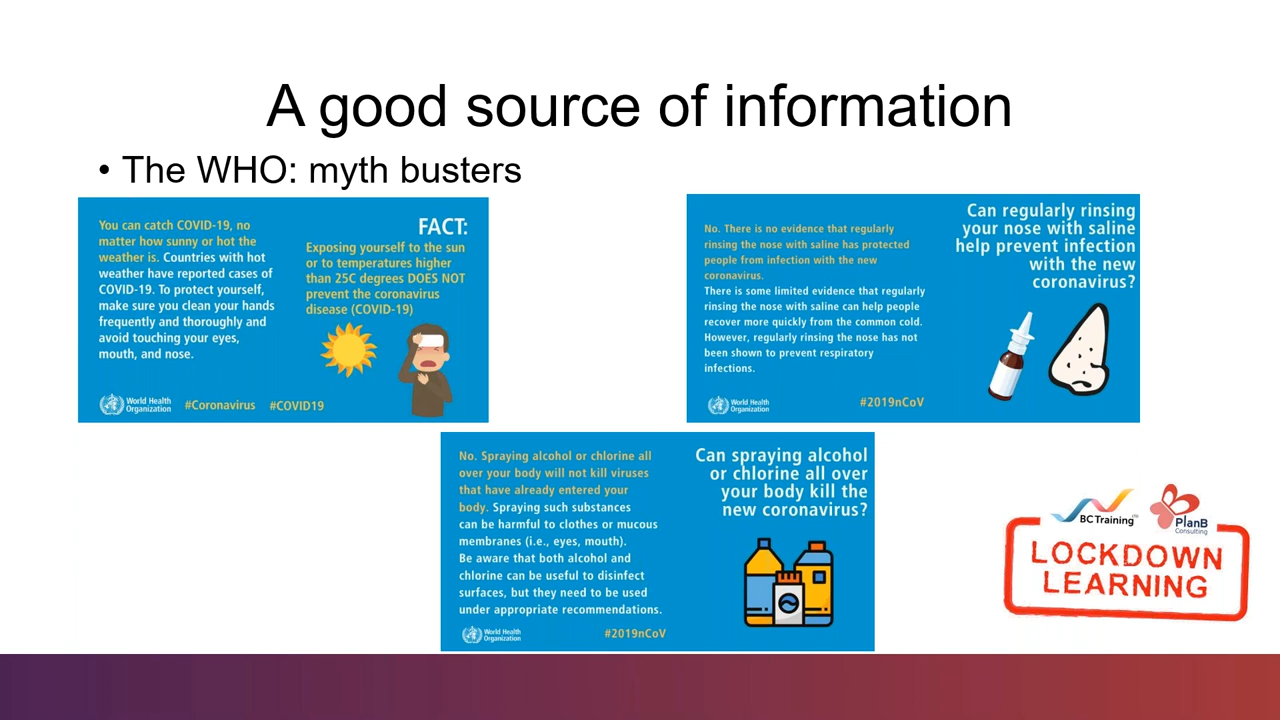 A good source of information
• The WHO: myth busters
You can catch COVID-19, no
matter how sunny or hot the
weather is. Countries with hot
weather have reported cases of
COVID-19. To protect yourself,
make sure you clean your hands
frequently and thoroughly and
avoid touching your eyes,
mouth, and nose.
FACT:
Exposing yourself to the sun
or to temperatures higher
than 25C degrees DOES NOT
prevent the coronavirus
disease (COVID-19)
World Health
Organization
#Coronavirus #COVID19
No. There is no evidence that regularly
rinsing the nose with saline has protected
people from infection with the new
coronavirus.
There is some limited evidence that regularly
rinsing the nose with saline can help people
recover more quickly from the common cold.
However, regularly rinsing the nose has not
been shown to prevent respiratory
infections.
Can regularly rinsing
your nose with saline
help prevent infection
with the new
coronavirus?
World Health
Organization
#2019nCoV
No. Spraying alcohol or chlorine all
over your body will not kill viruses
that have already entered your
body. Spraying such substances
can be harmful to clothes or mucous
membranes (i.e., eyes, mouth).
Be aware that both alcohol and
chlorine can be useful to disinfect
surfaces, but they need to be used
under appropriate recommendations.
Can spraying alcohol
or chlorine all over
your body kill the
new coronavirus?
World Health
Organization
#2019nCoV
BC Training LTD
PlanB
Consulting
LOCKDOWN
LEARNING